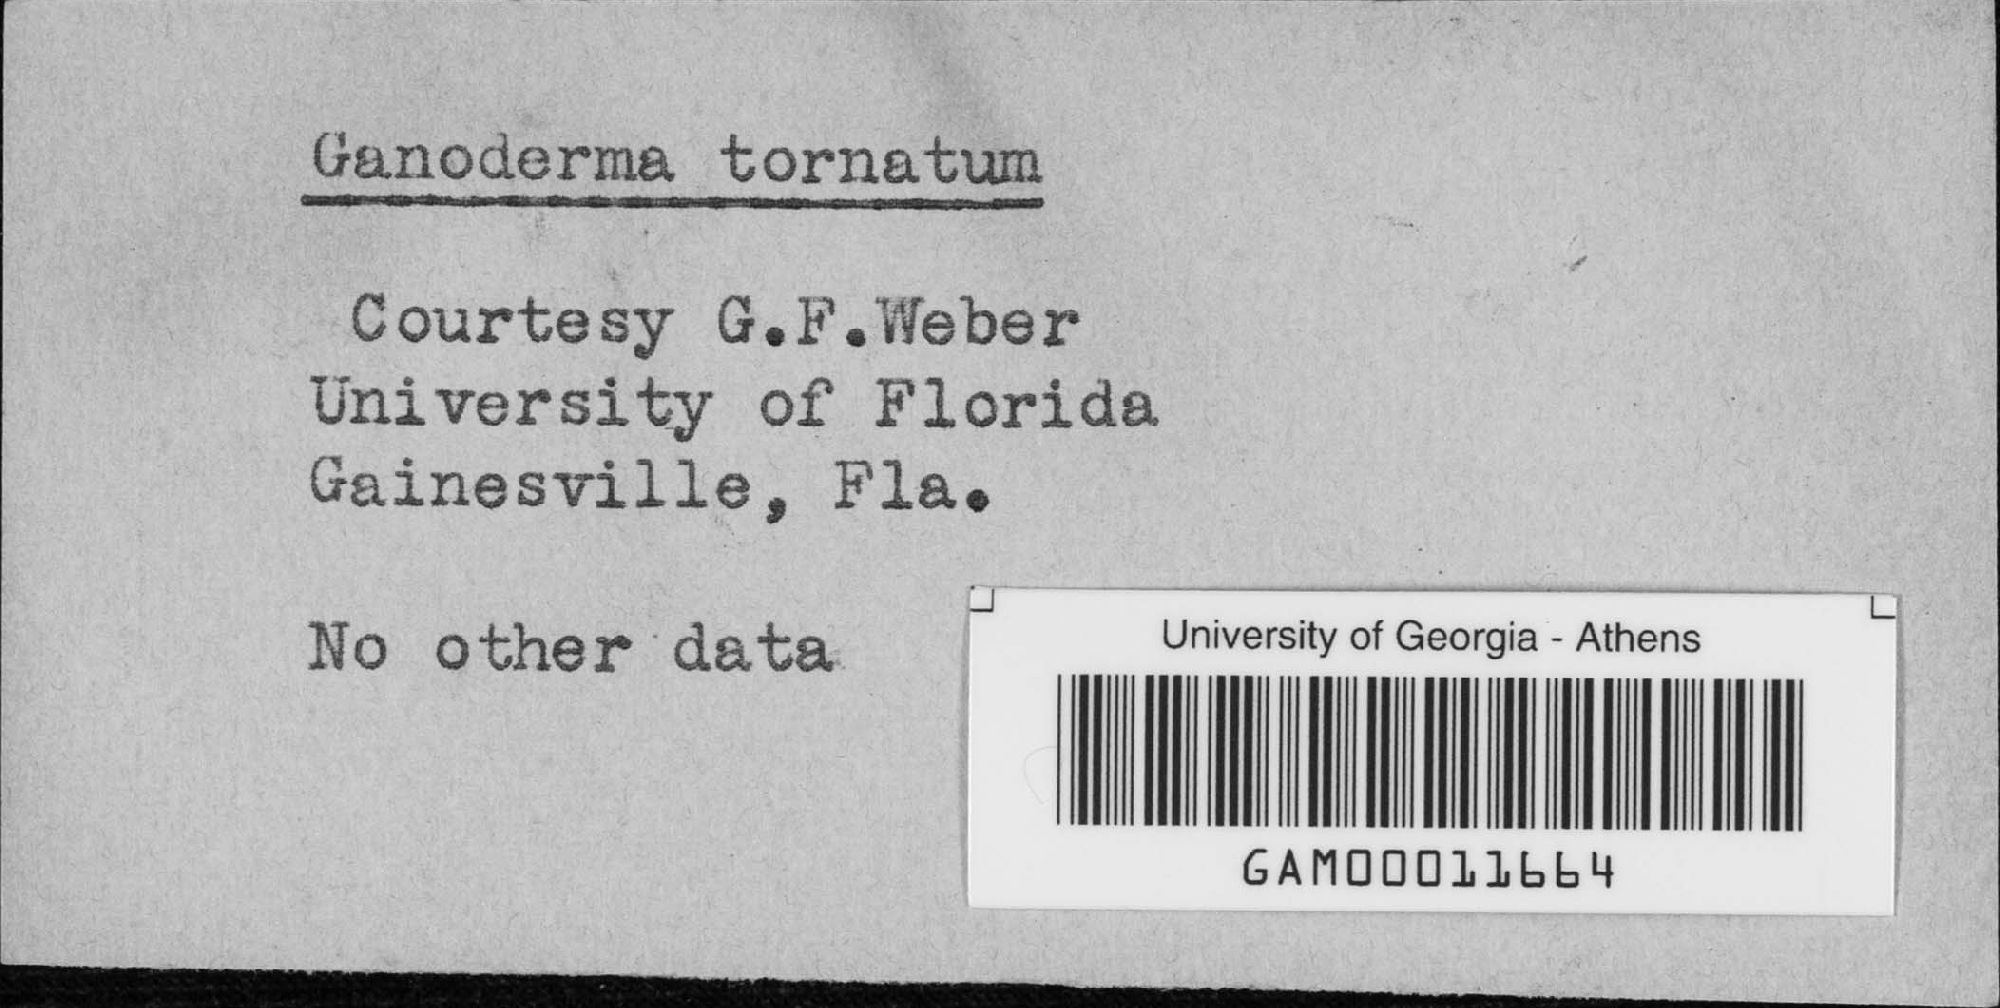 Ganoderma tornatum
Courtesy G.F.Weber
University of Florida
Gainesville, Fla.
No other data
University of Georgia - Athens
GAM00011664